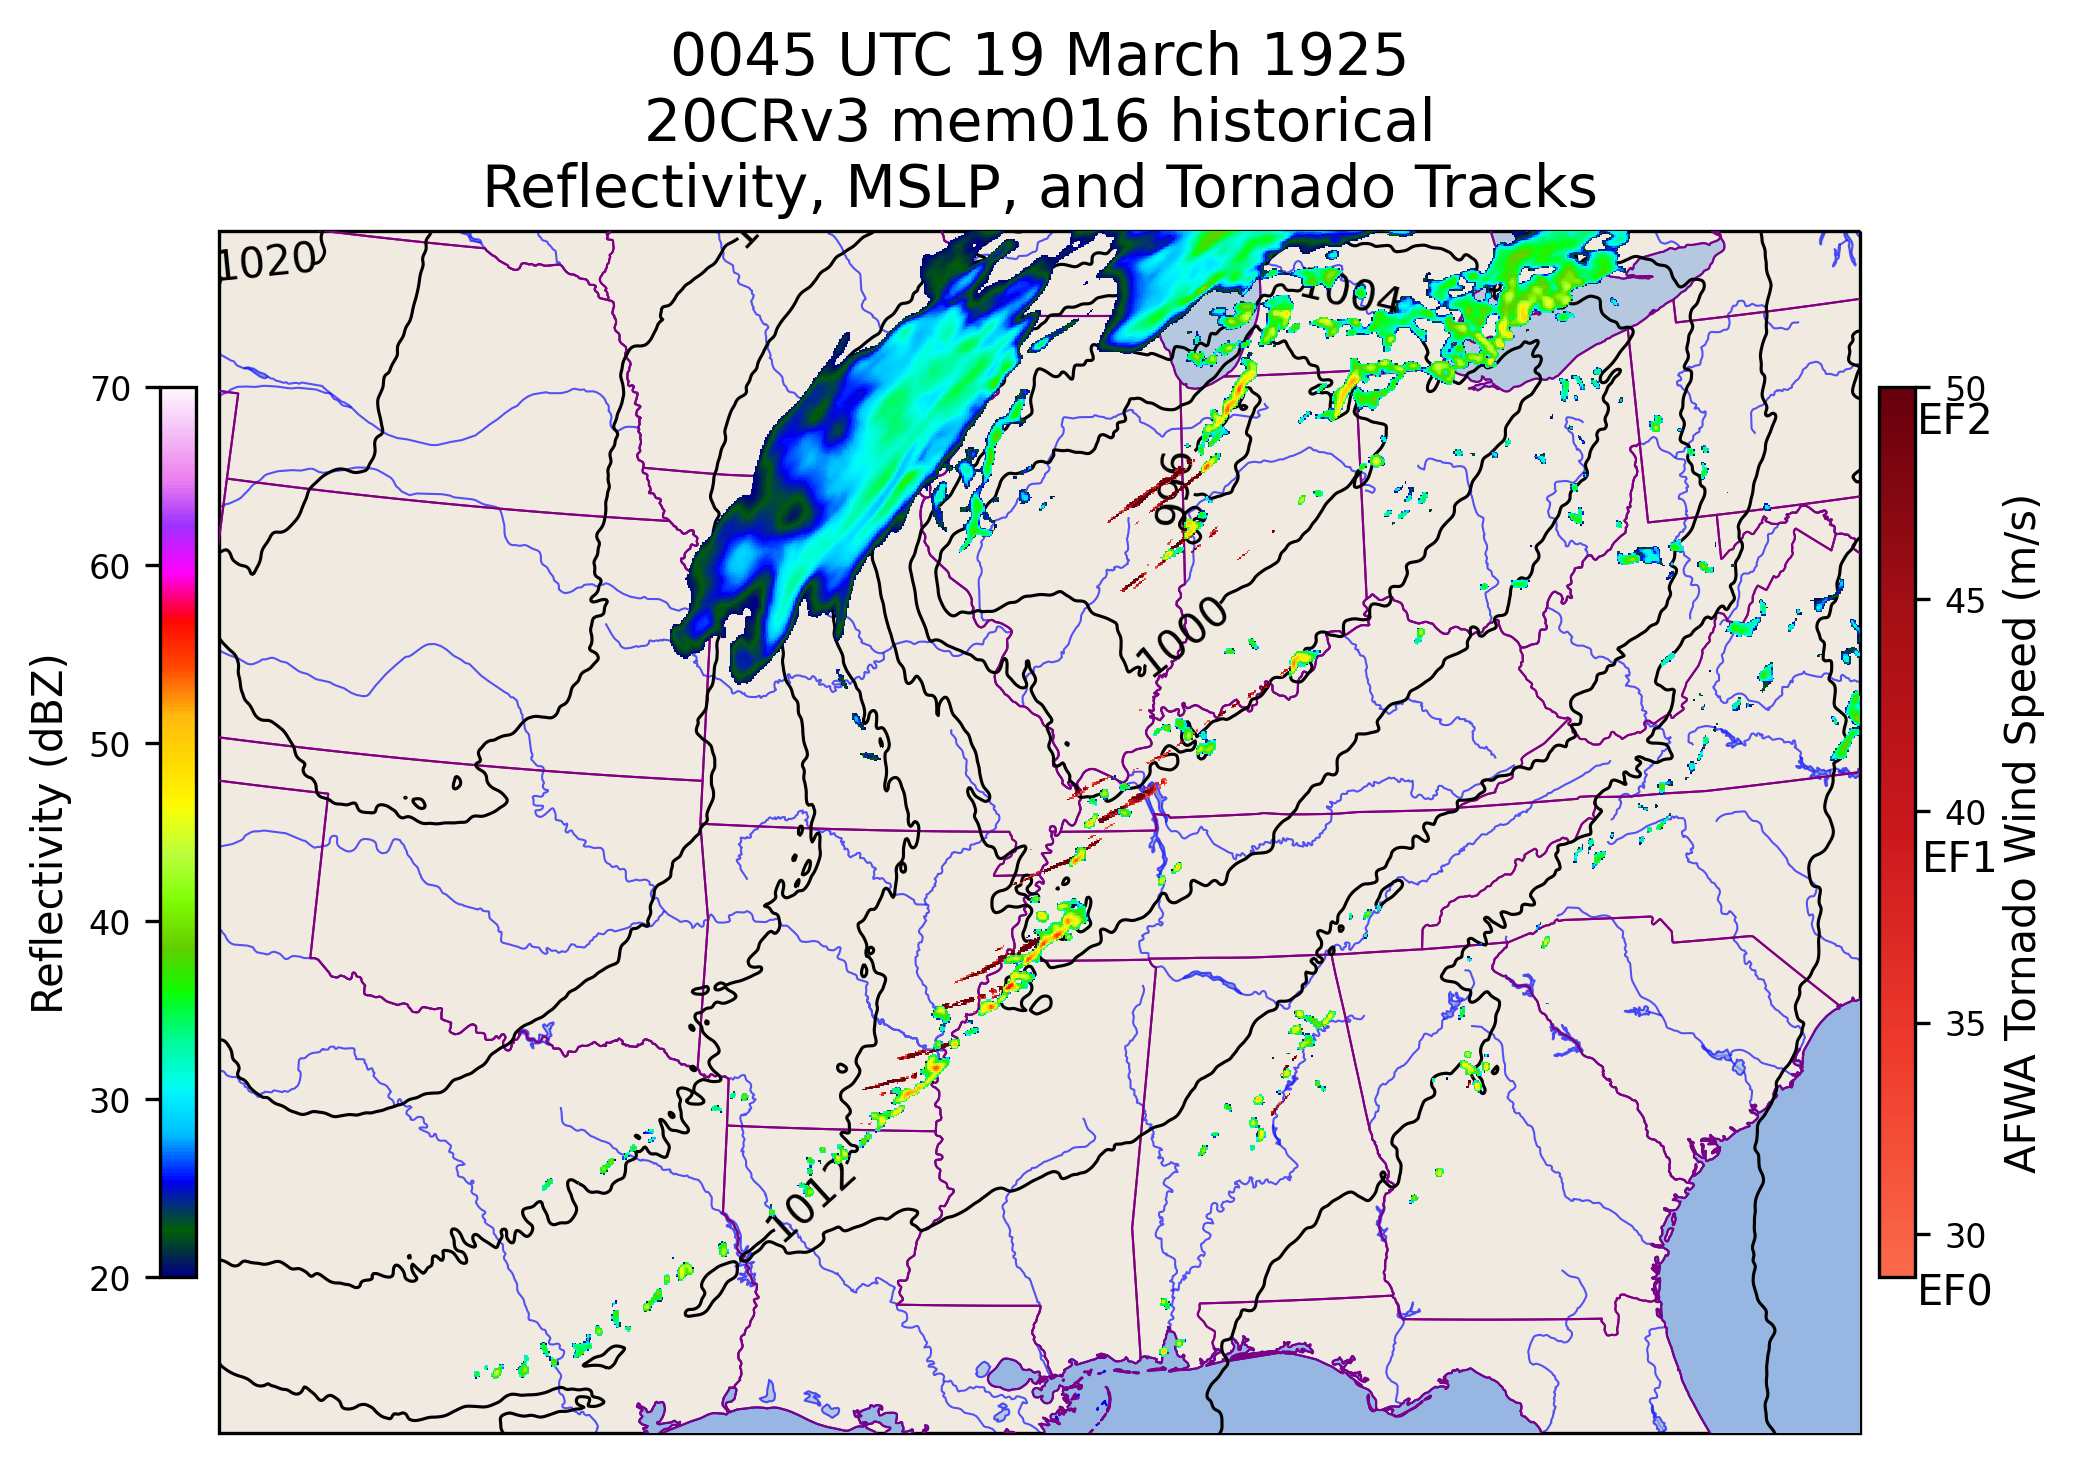 0045 UTC 19 March 1925
20CRv3 mem016 historical
Reflectivity, MSLP, and Tornado Tracks
1020
1004
996
1000
1012
Reflectivity (dBZ)
70
60
50
40
30
20
50
EF2
45
40
EF1
35
30
EF0
AFWA Tornado Wind Speed (m/s)